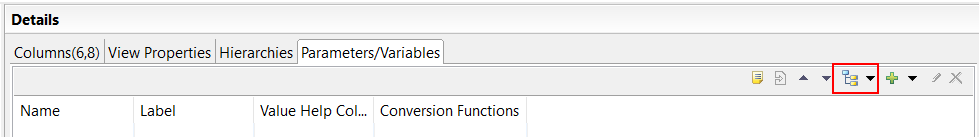 Details
Columns(6,8) View Properties Hierarchies Parameters/Variables
Name Label Value Help Col... Conversion Functions